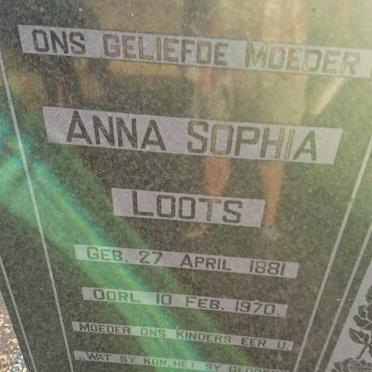 ONS GELIEFDE MOEDER
ANNA SOPHIA
LOOTS
GEB. 27 APRIL 1881
OORL. 10 FEB. 1970.
MOEDER ONS KINDERS EER U.
WAT SY KON, HET SY